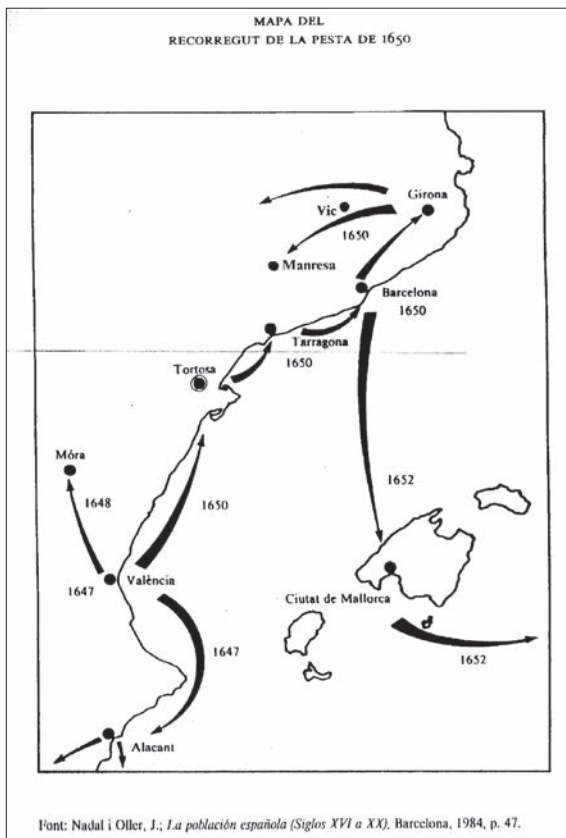 MAPA DEL
RECORREGUT DE LA PESTA DE 1650
Girona
Vic
1650
Manresa
Barcelona
1650
Tarragona
1650
Tortosa
Móra
1648
1650
1652
1647
València
Ciutat de Mallorca
1647
1652
Alacant
Font: Nadal i Oller, J.; La población española (Siglos XVI a XX), Barcelona, 1984, p. 47.